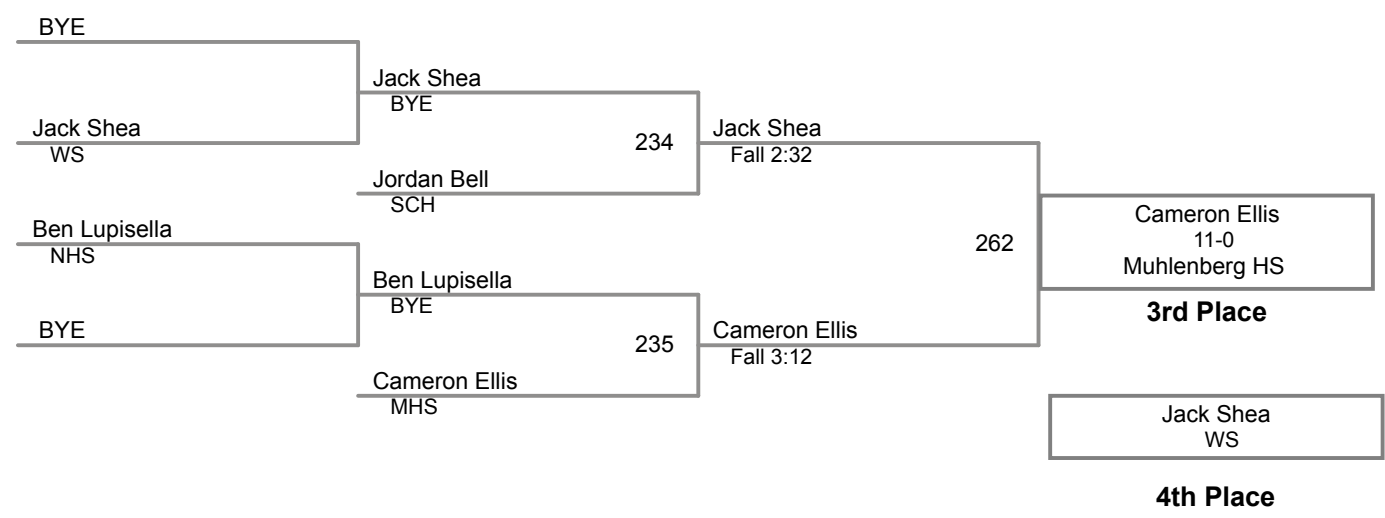 BYE
Jack Shea
BYE
Jack Shea
WS
234
Jack Shea
Fall 2:32
Jordan Bell
SCH
Ben Lupisella
NHS
262
Cameron Ellis
11-0
Muhlenberg HS
3rd Place
Ben Lupisella
BYE
BYE
235
Cameron Ellis
Fall 3:12
Cameron Ellis
MHS
Jack Shea
WS
4th Place